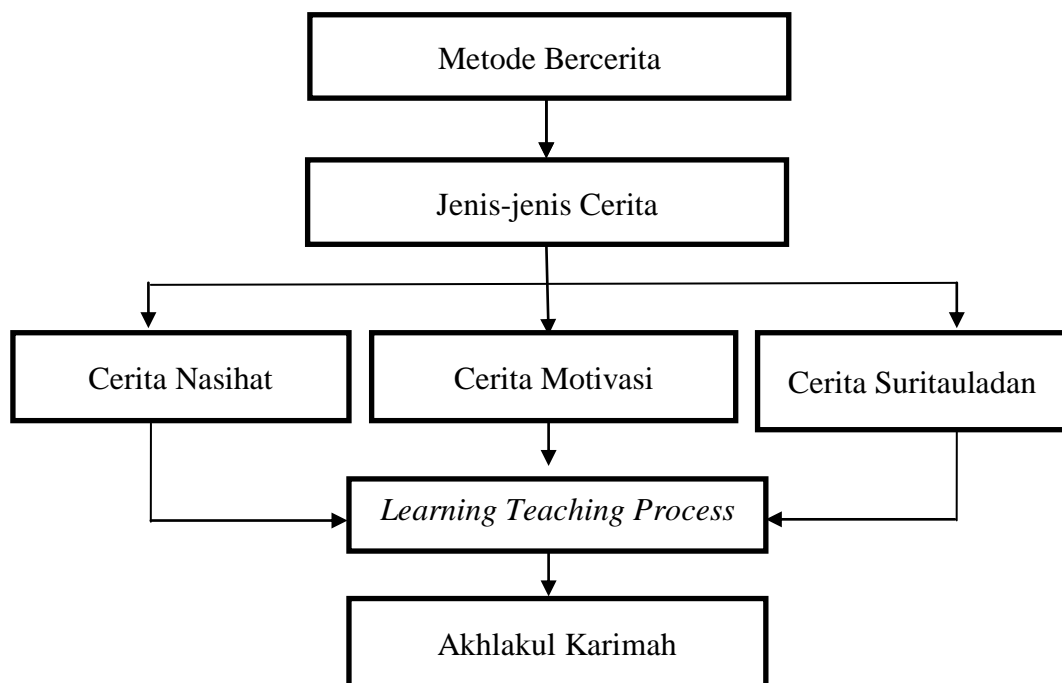 Metode Bercerita
Jenis-jenis Cerita
Cerita Nasihat
Cerita Motivasi
Cerita Suritauladan
Learning Teaching Process
Akhlakul Karimah